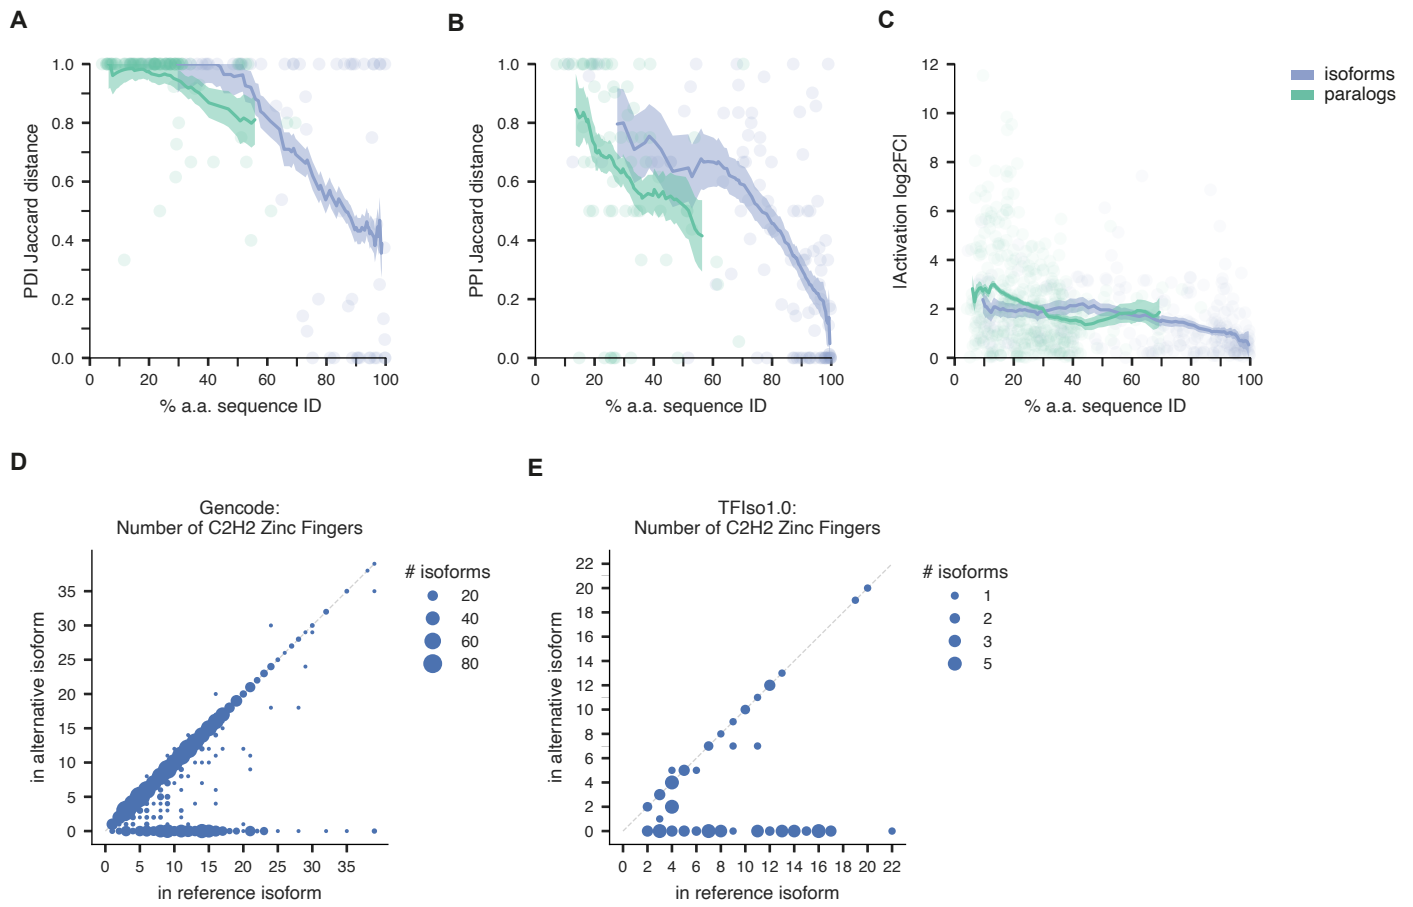 A
B
C
1.0
0.8
0.6
0.4
0.2
0.0
PDI Jaccard distance
0 20 40 60 80 100
% a.a. sequence ID
1.0
0.8
0.6
0.4
0.2
0.0
PPI Jaccard distance
0 20 40 60 80 100
% a.a. sequence ID
12
10
8
6
4
2
0
|Activation log2FC|
0 20 40 60 80 100
% a.a. sequence ID
isoforms
paralogs
D
Gencode:
Number of C2H2 Zinc Fingers
35
30
25
20
15
10
5
0
in alternative isoform
0 5 10 15 20 25 30 35
in reference isoform
# isoforms
20
40
60
80
E
TFIso1.0:
Number of C2H2 Zinc Fingers
22
20
18
16
14
12
10
8
6
4
2
0
in alternative isoform
0 2 4 6 8 10 12 14 16 18 20 22
in reference isoform
# isoforms
1
2
3
5